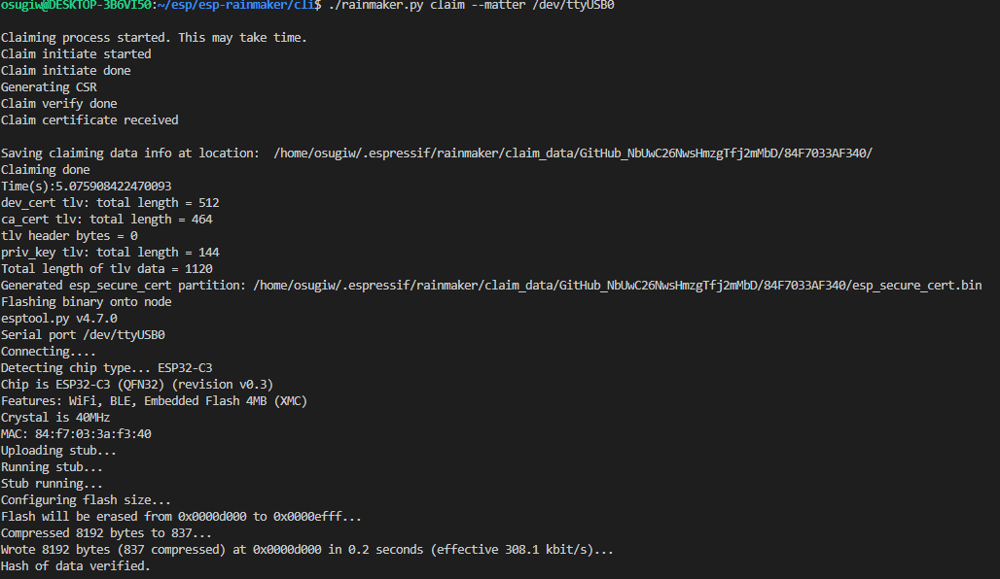 osugiw@DESKTOP-3B6VI50:~/esp/esp-rainmaker/cli$ ./rainmaker.py claim --matter /dev/ttyUSB0
Claiming process started. This may take time.
Claim initiate started
Claim initiate done
Generating CSR
Claim verify done
Claim certificate received
Saving claiming data info at location:  /home/osugiw/.espressif/rainmaker/claim_data/GitHub_NbUwC26NwsHmzgTfj2mMbD/84F7033AF340/
Claiming done
Time(s):5.075908422470093
dev_cert tlv: total length = 512
ca_cert tlv: total length = 464
tlv header bytes = 0
priv_key tlv: total length = 144
Total length of tlv data = 1120
Generated esp_secure_cert partition: /home/osugiw/.espressif/rainmaker/claim_data/GitHub_NbUwC26NwsHmzgTfj2mMbD/84F7033AF340/esp_secure_cert.bin
Flashing binary onto node
esptool.py v4.7.0
Serial port /dev/ttyUSB0
Connecting....
Detecting chip type... ESP32-C3
Chip is ESP32-C3 (QFN32) (revision v0.3)
Features: WiFi, BLE, Embedded Flash 4MB (XMC)
Crystal is 40MHz
MAC: 84:f7:03:3a:f3:40
Uploading stub...
Running stub...
Stub running...
Configuring flash size...
Flash will be erased from 0x0000d000 to 0x0000efff...
Compressed 8192 bytes to 837...
Wrote 8192 bytes (837 compressed) at 0x0000d000 in 0.2 seconds (effective 308.1 kbit/s)...
Hash of data verified.